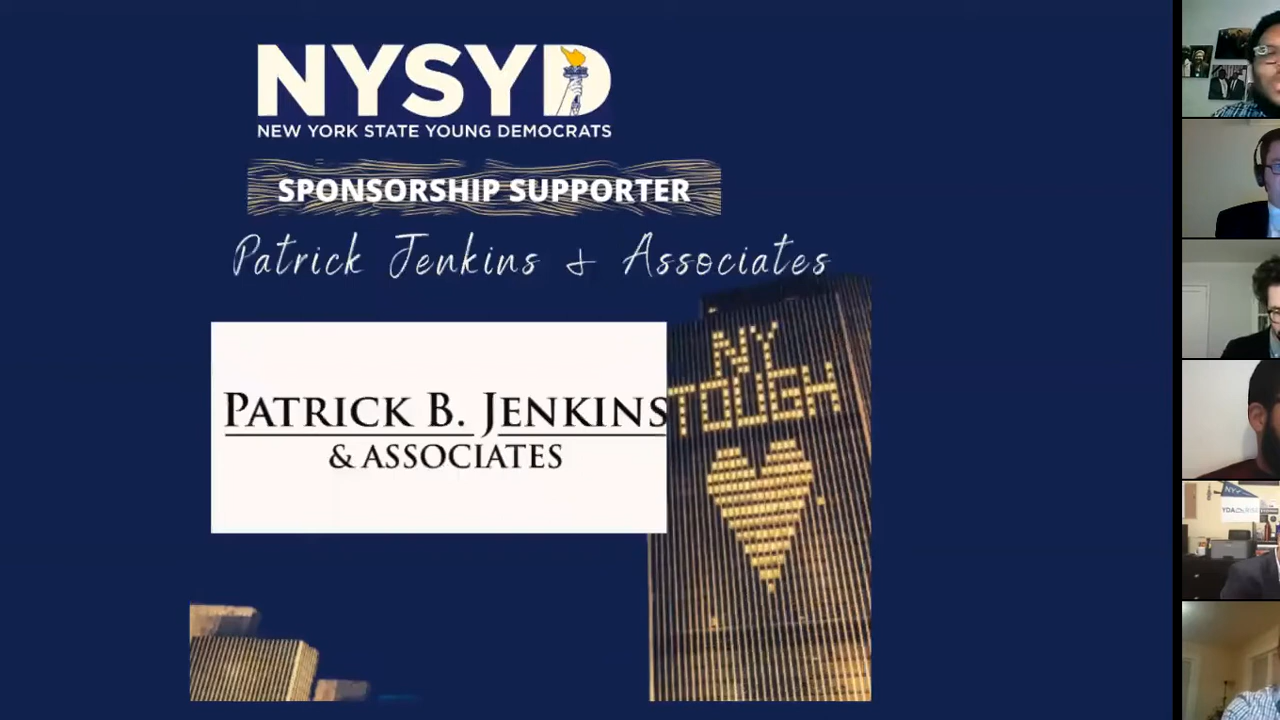 NYSYD
NEW YORK STATE YOUNG DEMOCRATS
SPONSORSHIP SUPPORTER
Patrick Jenkins & Associates
PATRICK B. JENKINS
& ASSOCIATES
NY
TOUGH